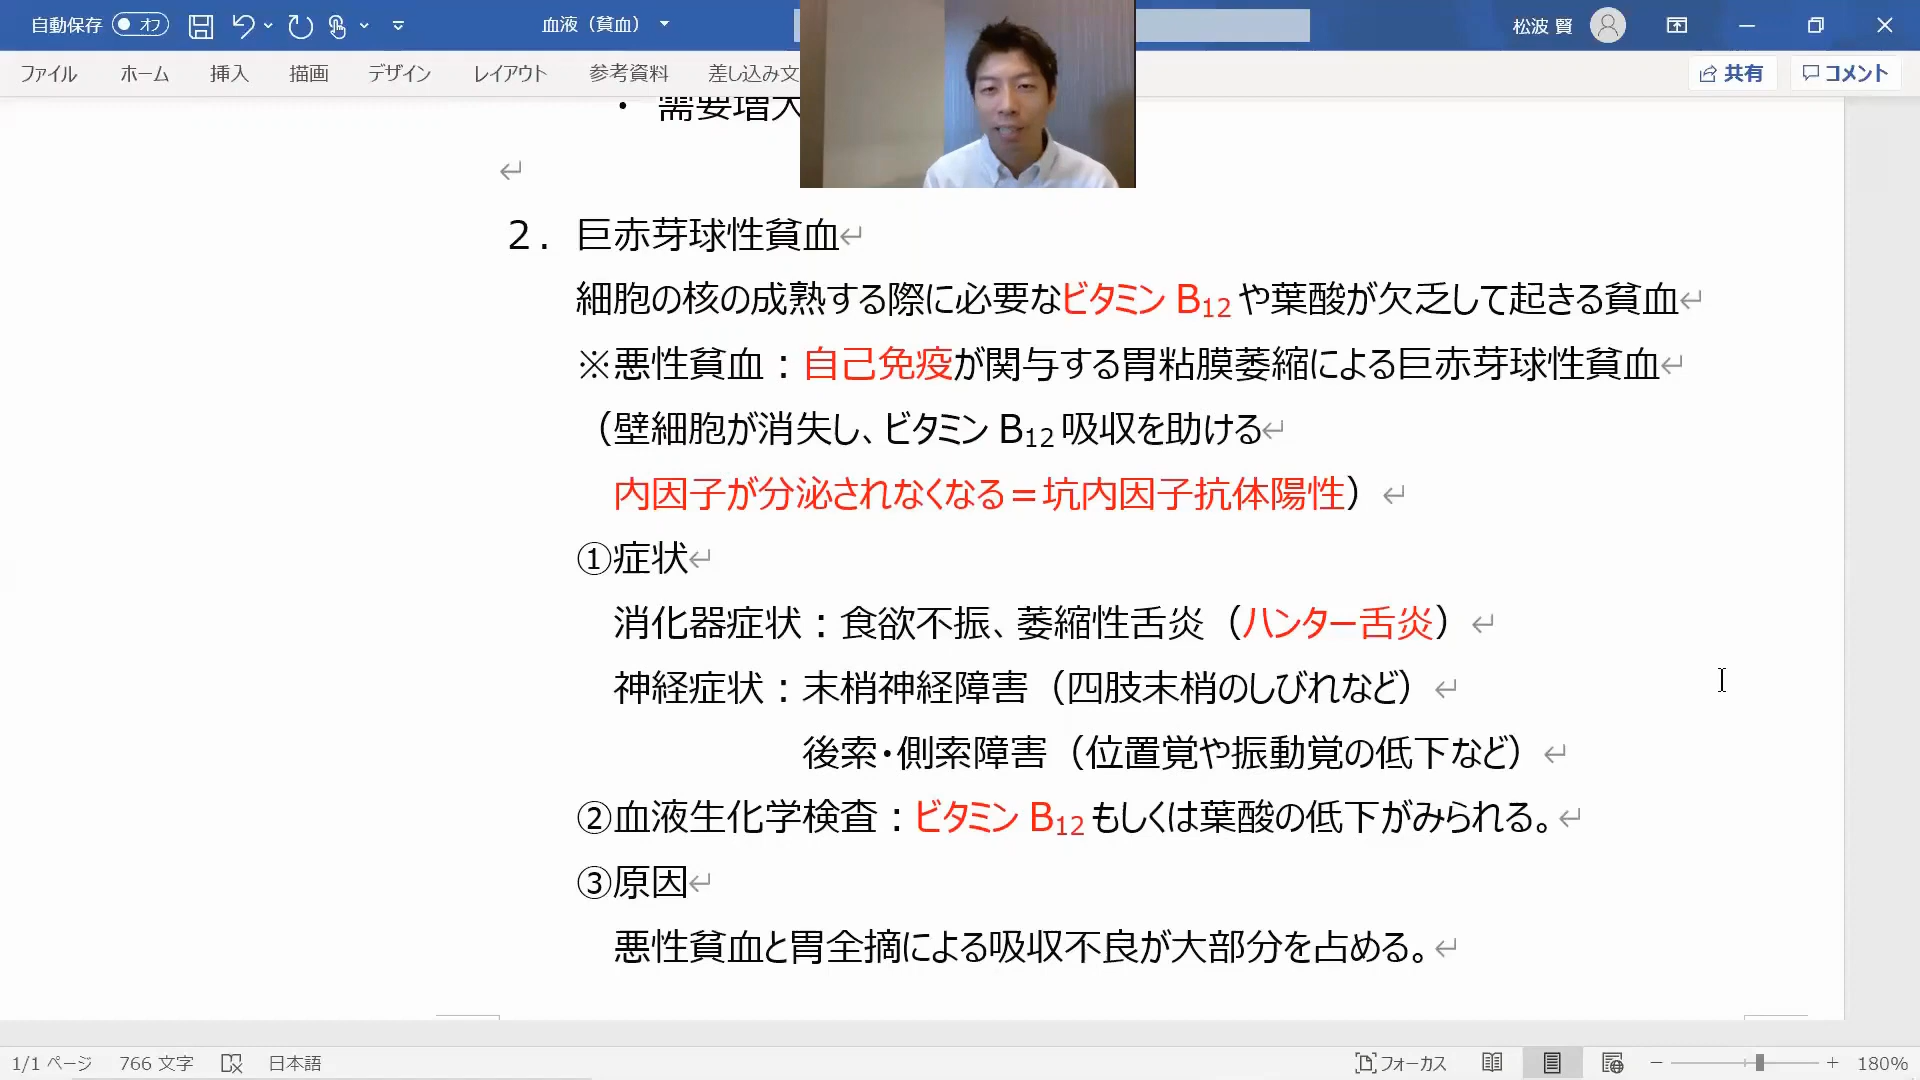 自動保存 オフ 血液（貧血） 松波 賢
ファイル ホーム 挿入 描画 デザイン レイアウト 参考資料 差し込み文 共有 コメント
・ 需要増大
2. 巨赤芽球性貧血
細胞の核の成熟する際に必要なビタミン B12 や葉酸が欠乏して起きる貧血
※悪性貧血：自己免疫が関与する胃粘膜萎縮による巨赤芽球性貧血
（壁細胞が消失し、ビタミン B12 吸収を助ける
内因子が分泌されなくなる＝坑内因子抗体陽性）
①症状
消化器症状：食欲不振、萎縮性舌炎（ハンター舌炎）
神経症状：末梢神経障害（四肢末梢のしびれなど）
後索・側索障害（位置覚や振動覚の低下など）
②血液生化学検査：ビタミン B12 もしくは葉酸の低下がみられる。
③原因
悪性貧血と胃全摘による吸収不良が大部分を占める。
1/1 ページ 766 文字 日本語 フォーカス 180%